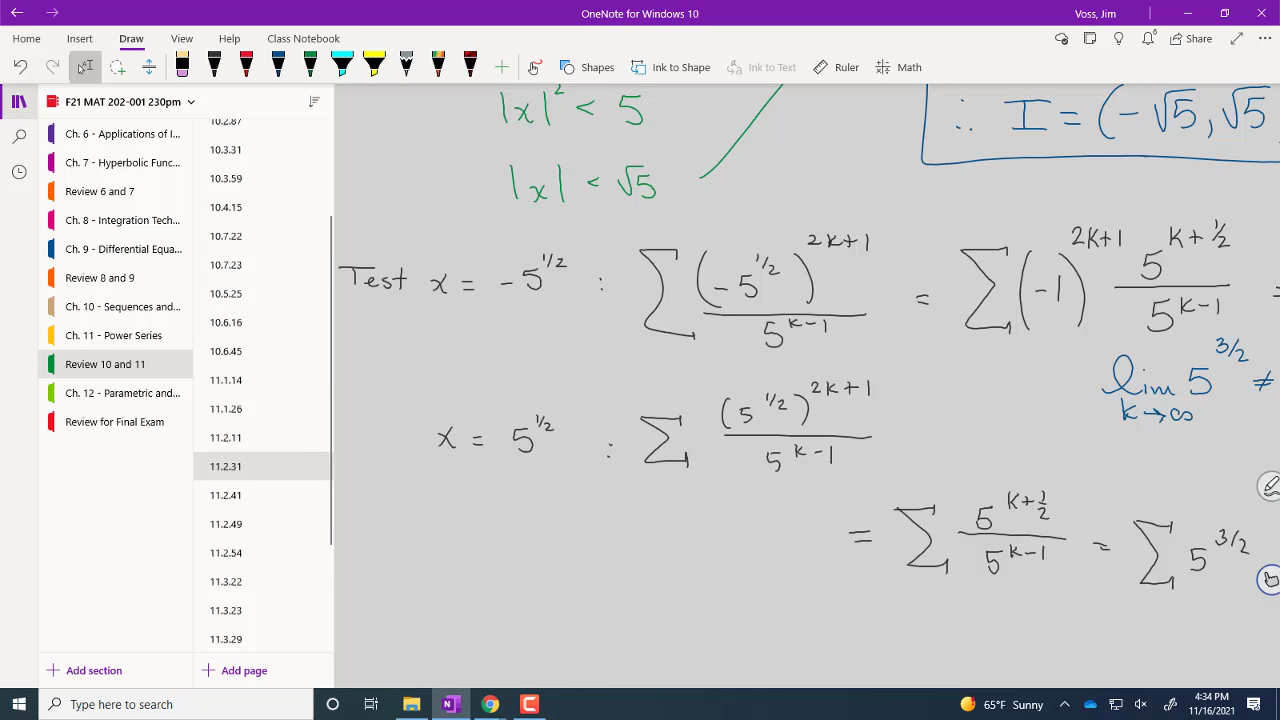 OneNote for Windows 10
Voss, Jim
Home Insert Draw View Help Class Notebook
Share
Shapes Ink to Shape Ink to Text Ruler Math
F21 MAT 202-001 230pm
Ch. 6 - Applications of I...
Ch. 7 - Hyperbolic Func...
Review 6 and 7
Ch. 8 - Integration Tech...
Ch. 9 - Differential Equa...
Review 8 and 9
Ch. 10 - Sequences and...
Ch. 11 - Power Series
Review 10 and 11
Ch. 12 - Parametric and...
Review for Final Exam
Add section
10.2.87
10.3.31
10.3.59
10.4.15
10.7.22
10.7.23
10.5.25
10.6.16
10.6.45
11.1.14
11.1.26
11.2.11
11.2.31
11.2.41
11.2.49
11.2.54
11.3.22
11.3.23
11.3.29
Add page
|x|^2 < 5
|x| < √5
∴ I = (-√5, √5
Test x = -5^{1/2} : Σ (-5^{1/2})^{2k+1} / 5^{k-1} = Σ (-1)^{2k+1} 5^{k+1/2} / 5^{k-1} =
lim k→∞ 5^{3/2} ≠
x = 5^{1/2} : Σ (5^{1/2})^{2k+1} / 5^{k-1}
= Σ 5^{k+1/2} / 5^{k-1} = Σ 5^{3/2}
Type here to search
65°F Sunny
4:34 PM
11/16/2021